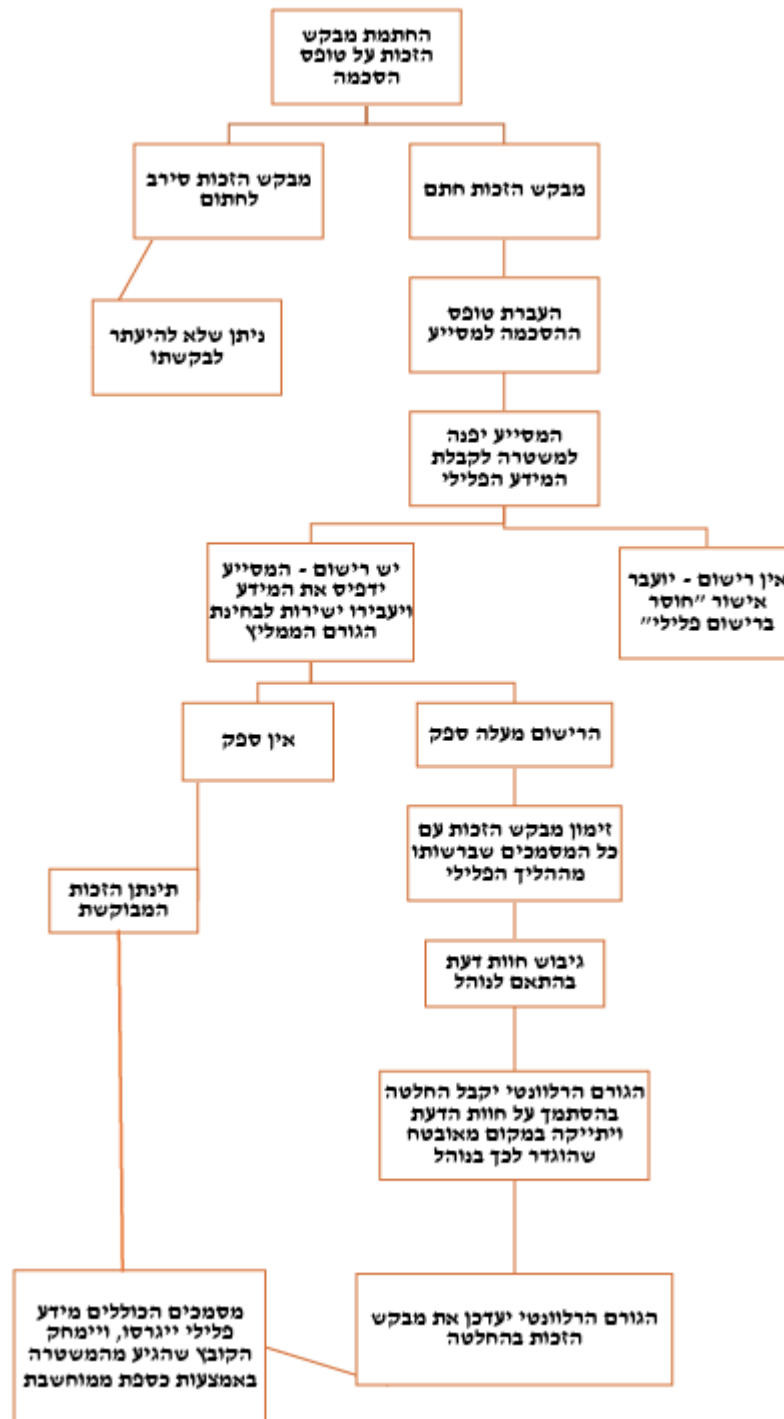 החתמת מבקש
הזכות על טופס
הסכמה
מבקש הזכות חתם
מבקש הזכות סירב
לחתום
העברת טופס
ההסכמה למסייע
ניתן שלא להיעתר
לבקשתו
המסייע יפנה
למשטרה לקבלת
המידע הפלילי
אין רישום - יועבר
אישור "חוסר
ברישום פלילי"
יש רישום - המסייע
ידפיס את המידע
ויעבירו ישירות לבחינת
הגורם הממליץ
הרישום מעלה ספק
אין ספק
זימון מבקש הזכות עם
כל המסמכים שברשותו
מההליך הפלילי
תינתן הזכות
המבוקשת
גיבוש חוות דעת
בהתאם לנוהל
הגורם הרלוונטי יקבל החלטה
בהסתמך על חוות הדעת
ויתייקה במקום מאובטח
שהוגדר לכך בנוהל
הגורם הרלוונטי יעדכן את מבקש
הזכות בהחלטה
מסמכים הכוללים מידע
פלילי ייגרסו, ויימחק
הקובץ שהגיע מהמשטרה
באמצעות כספת ממוחשבת